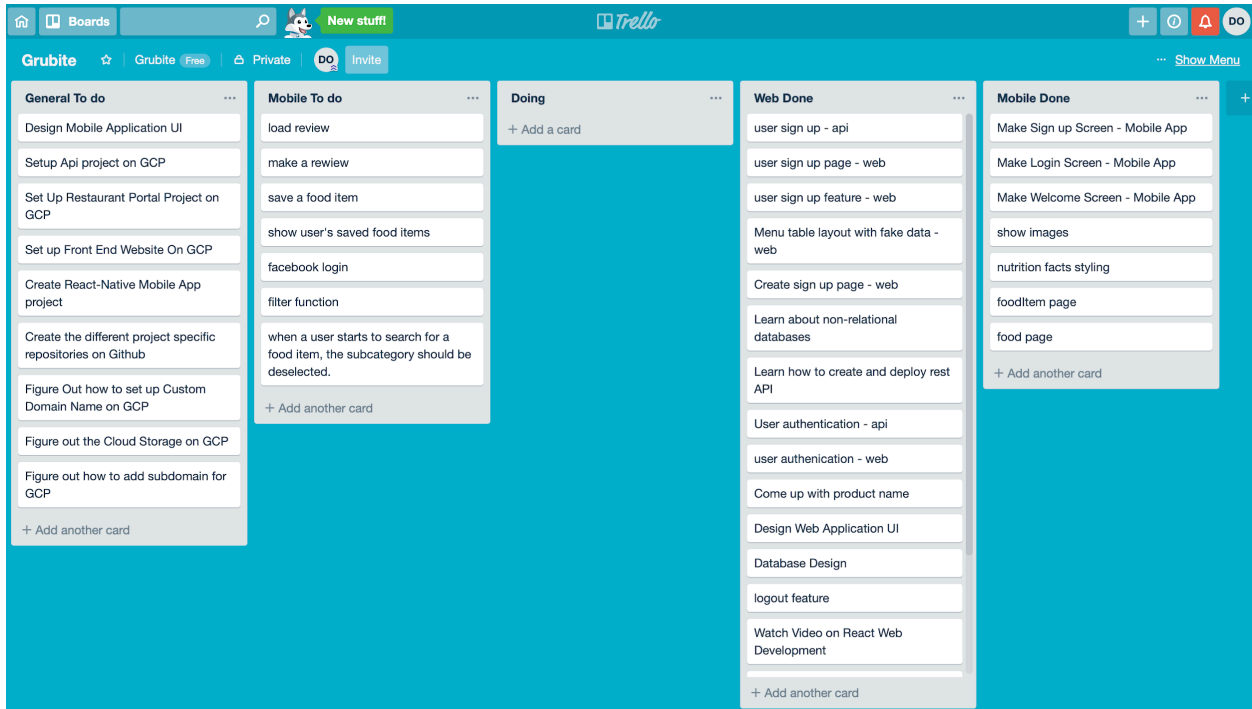 Boards
New stuff!
Trello
DO
Grubite
Grubite Free
Private
DO
Invite
... Show Menu
General To do
Design Mobile Application UI
Setup Api project on GCP
Set Up Restaurant Portal Project on
GCP
Set up Front End Website On GCP
Create React-Native Mobile App
project
Create the different project specific
repositories on Github
Figure Out how to set up Custom
Domain Name on GCP
Figure out the Cloud Storage on GCP
Figure out how to add subdomain for
GCP
+ Add another card
Mobile To do
load review
make a rewiew
save a food item
show user's saved food items
facebook login
filter function
when a user starts to search for a
food item, the subcategory should be
deselected.
+ Add another card
Doing
+ Add a card
Web Done
user sign up - api
user sign up page - web
user sign up feature - web
Menu table layout with fake data -
web
Create sign up page - web
Learn about non-relational
databases
Learn how to create and deploy rest
API
User authentication - api
user authenication - web
Come up with product name
Design Web Application UI
Database Design
logout feature
Watch Video on React Web
Development
+ Add another card
Mobile Done
Make Sign up Screen - Mobile App
Make Login Screen - Mobile App
Make Welcome Screen - Mobile App
show images
nutrition facts styling
foodItem page
food page
+ Add another card